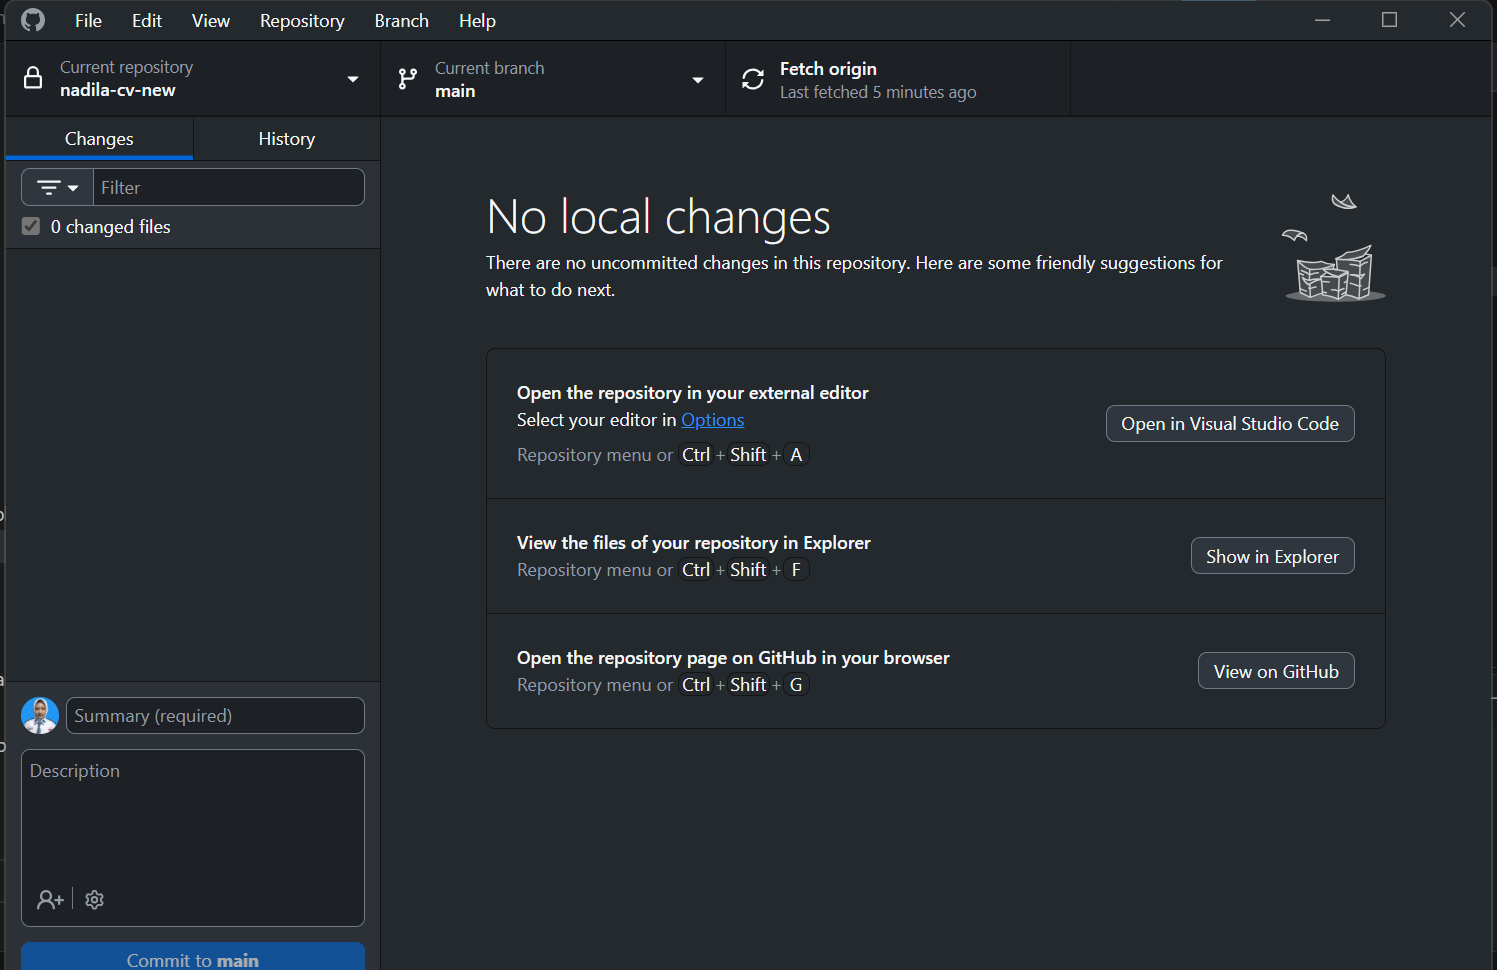 File Edit View Repository Branch Help
Current repository
nadila-cv-new
Current branch
main
Fetch origin
Last fetched 5 minutes ago
Changes
History
Filter
0 changed files
No local changes
There are no uncommitted changes in this repository. Here are some friendly suggestions for
what to do next.
Open the repository in your external editor
Select your editor in Options
Repository menu or Ctrl + Shift + A
Open in Visual Studio Code
View the files of your repository in Explorer
Repository menu or Ctrl + Shift + F
Show in Explorer
Open the repository page on GitHub in your browser
Repository menu or Ctrl + Shift + G
View on GitHub
Summary (required)
Description
Commit to main